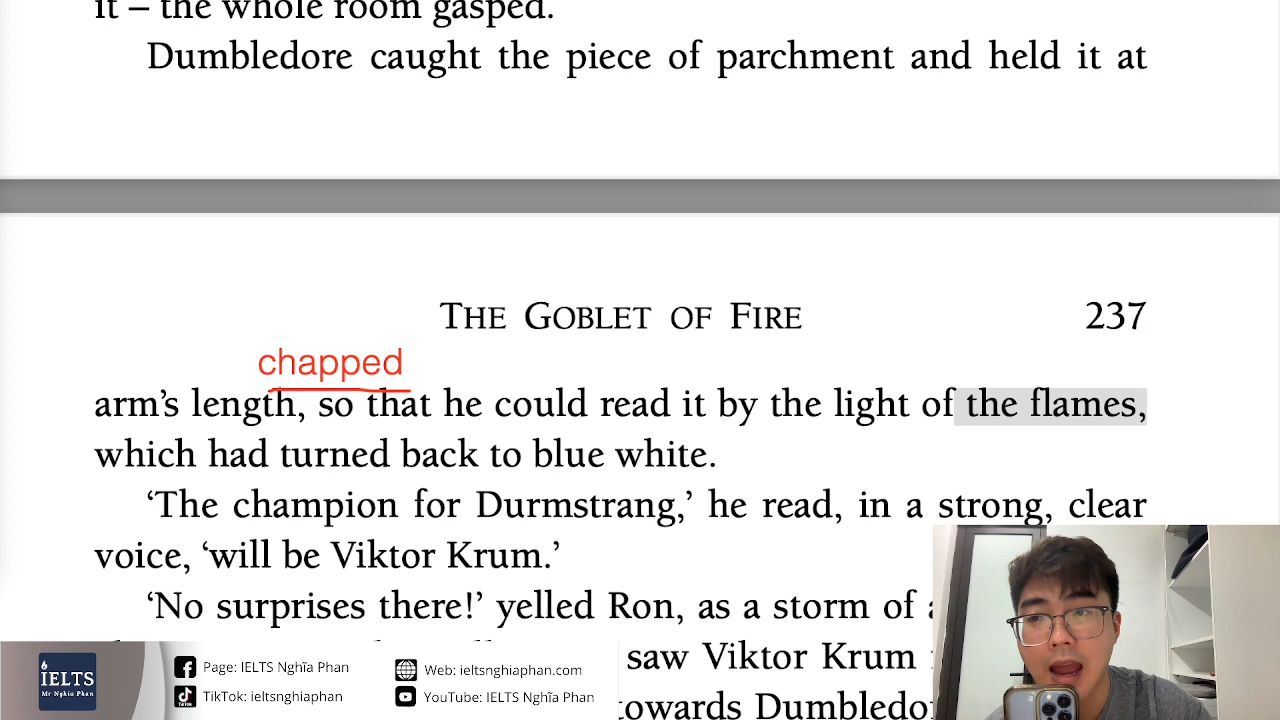 it – the whole room gasped.
Dumbledore caught the piece of parchment and held it at
THE GOBLET OF FIRE 237
chapped
arm's length, so that he could read it by the light of the flames,
which had turned back to blue white.
‘The champion for Durmstrang,’ he read, in a strong, clear
voice, ‘will be Viktor Krum.’
‘No surprises there!’ yelled Ron, as a storm of
saw Viktor Krum
towards Dumbledor
IELTS
Mr Nghia Phan
Page: IELTS Nghĩa Phan
TikTok: ieltsnghiaphan
Web: ieltsnghiaphan.com
YouTube: IELTS Nghĩa Phan